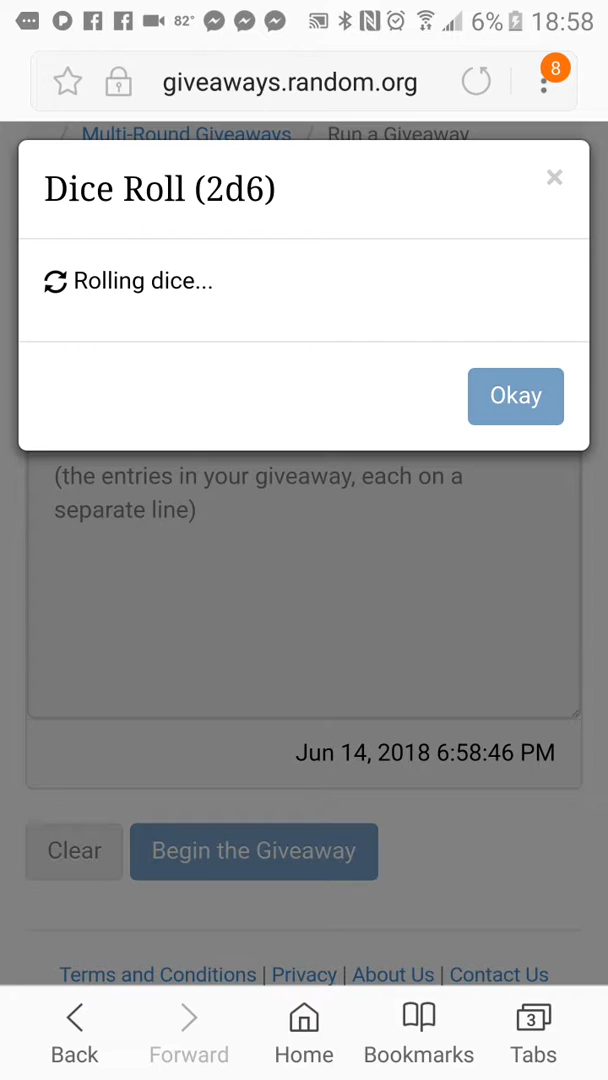 82° 6% 18:58
giveaways.random.org 8
/ Multi-Round Giveaways / Run a Giveaway
Dice Roll (2d6) ×
Rolling dice...
Okay
(the entries in your giveaway, each on a
separate line)
Jun 14, 2018 6:58:46 PM
Clear Begin the Giveaway
Terms and Conditions | Privacy | About Us | Contact Us
3
Back Forward Home Bookmarks Tabs